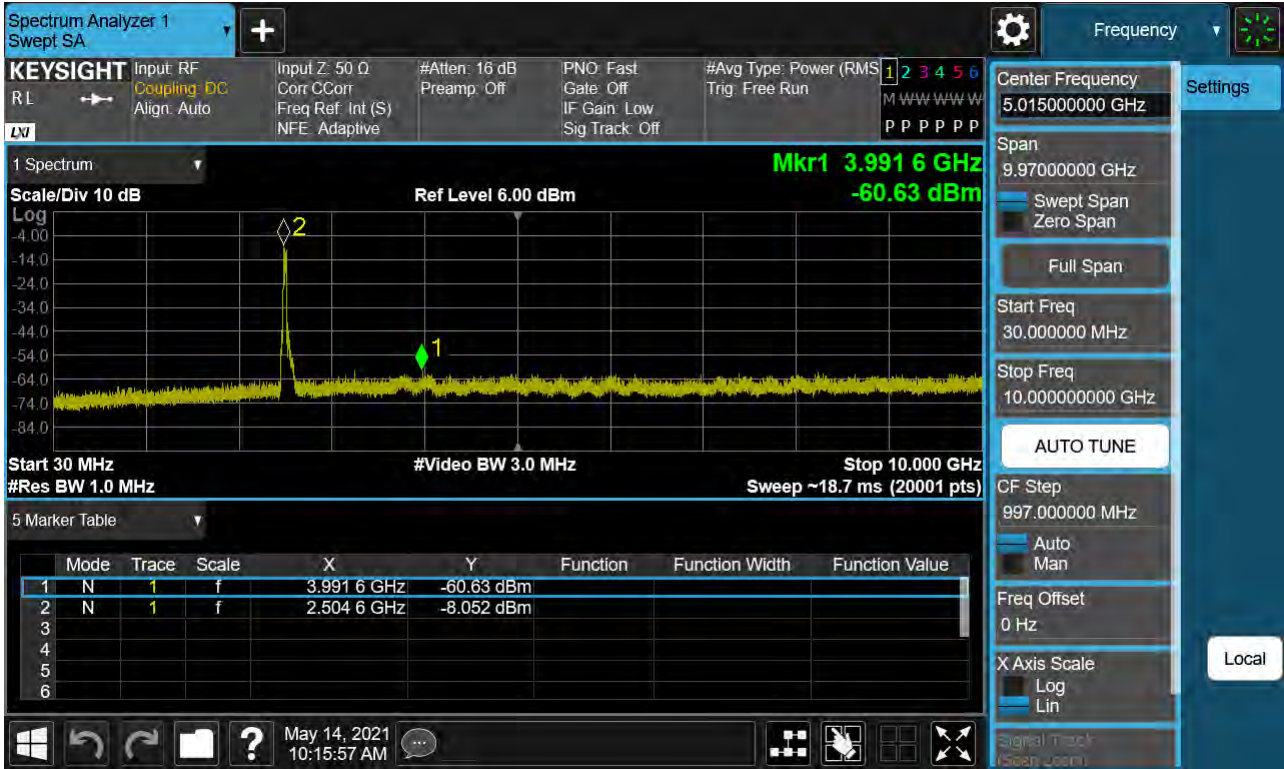 Spectrum Analyzer 1
Swept SA
+
Frequency
KEYSIGHT
RL
LXI
Input: RF
Coupling: DC
Align: Auto
Input Z: 50 Ω
Corr CCorr
Freq Ref: Int (S)
NFE: Adaptive
#Atten: 16 dB
Preamp: Off
PNO: Fast
Gate: Off
IF Gain: Low
Sig Track: Off
#Avg Type: Power (RMS
Trig: Free Run
1 2 3 4 5 6
M W W W W W
P P P P P P
1 Spectrum
Mkr1 3.991 6 GHz
-60.63 dBm
Scale/Div 10 dB
Ref Level 6.00 dBm
Log
-4.00
-14.0
-24.0
-34.0
-44.0
-54.0
-64.0
-74.0
-84.0
2
1
Start 30 MHz
#Video BW 3.0 MHz
Stop 10.000 GHz
#Res BW 1.0 MHz
Sweep ~18.7 ms (20001 pts)
5 Marker Table
Mode Trace Scale X Y Function Function Width Function Value
1 N 1 f 3.991 6 GHz -60.63 dBm
2 N 1 f 2.504 6 GHz -8.052 dBm
3
4
5
6
?
May 14, 2021
10:15:57 AM
Center Frequency
5.015000000 GHz
Span
9.97000000 GHz
Swept Span
Zero Span
Full Span
Start Freq
30.000000 MHz
Stop Freq
10.000000000 GHz
AUTO TUNE
CF Step
997.000000 MHz
Auto
Man
Freq Offset
0 Hz
X Axis Scale
Log
Lin
Signal Track
(Span Zoom)
Settings
Local